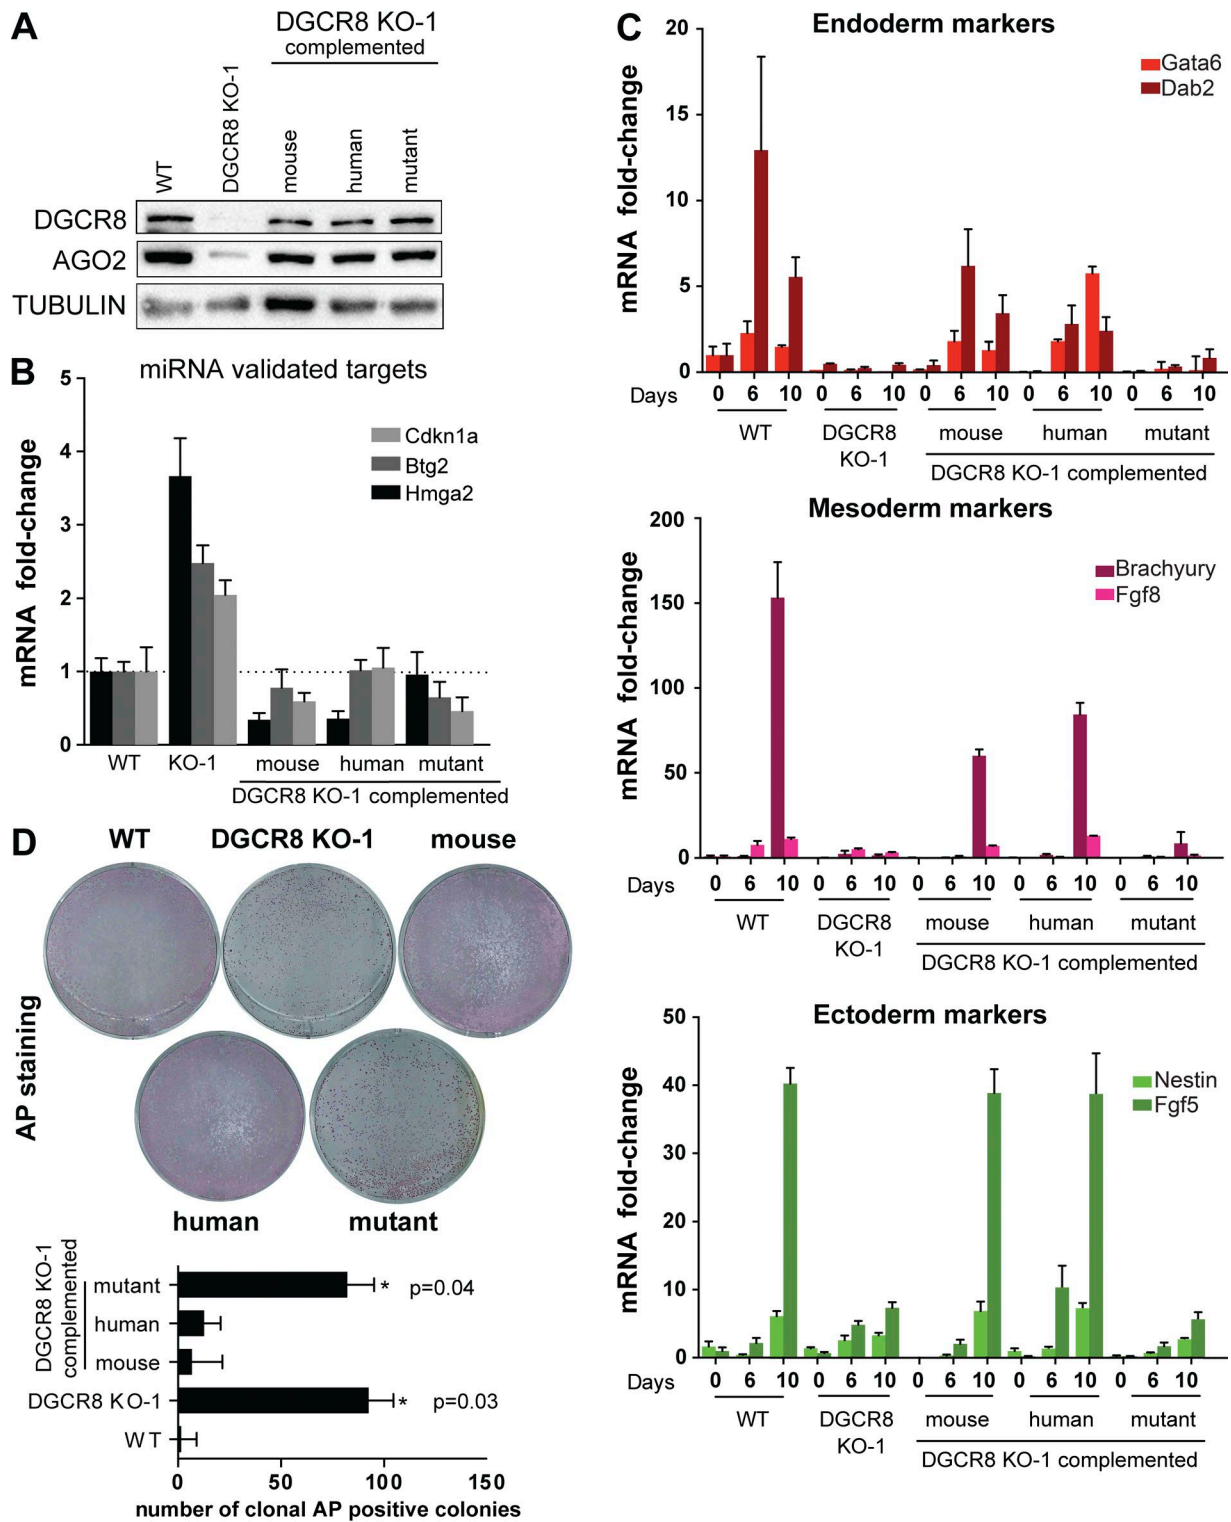 A
DGCR8 KO-1
complemented
WT
DGCR8 KO-1
mouse
human
mutant
DGCR8
AGO2
TUBULIN
B
miRNA validated targets
mRNA fold-change
5
4
3
2
1
0
Cdkn1a
Btg2
Hmga2
WT
KO-1
mouse
human
mutant
DGCR8 KO-1 complemented
C
Endoderm markers
mRNA fold-change
20
15
10
5
0
Gata6
Dab2
Days
0 6 10 0 6 10 0 6 10 0 6 10 0 6 10
WT
DGCR8
KO-1
mouse
human
mutant
DGCR8 KO-1 complemented
Mesoderm markers
mRNA fold-change
200
150
100
50
0
Brachyury
Fgf8
Days
0 6 10 0 6 10 0 6 10 0 6 10 0 6 10
WT
DGCR8
KO-1
mouse
human
mutant
DGCR8 KO-1 complemented
Ectoderm markers
mRNA fold-change
50
40
30
20
10
0
Nestin
Fgf5
Days
0 6 10 0 6 10 0 6 10 0 6 10 0 6 10
WT
DGCR8
KO-1
mouse
human
mutant
DGCR8 KO-1 complemented
D
WT
DGCR8 KO-1
mouse
AP staining
human
mutant
DGCR8 KO-1
complemented
mutant
* p=0.04
human
mouse
DGCR8 KO-1
* p=0.03
WT
0 50 100 150
number of clonal AP positive colonies